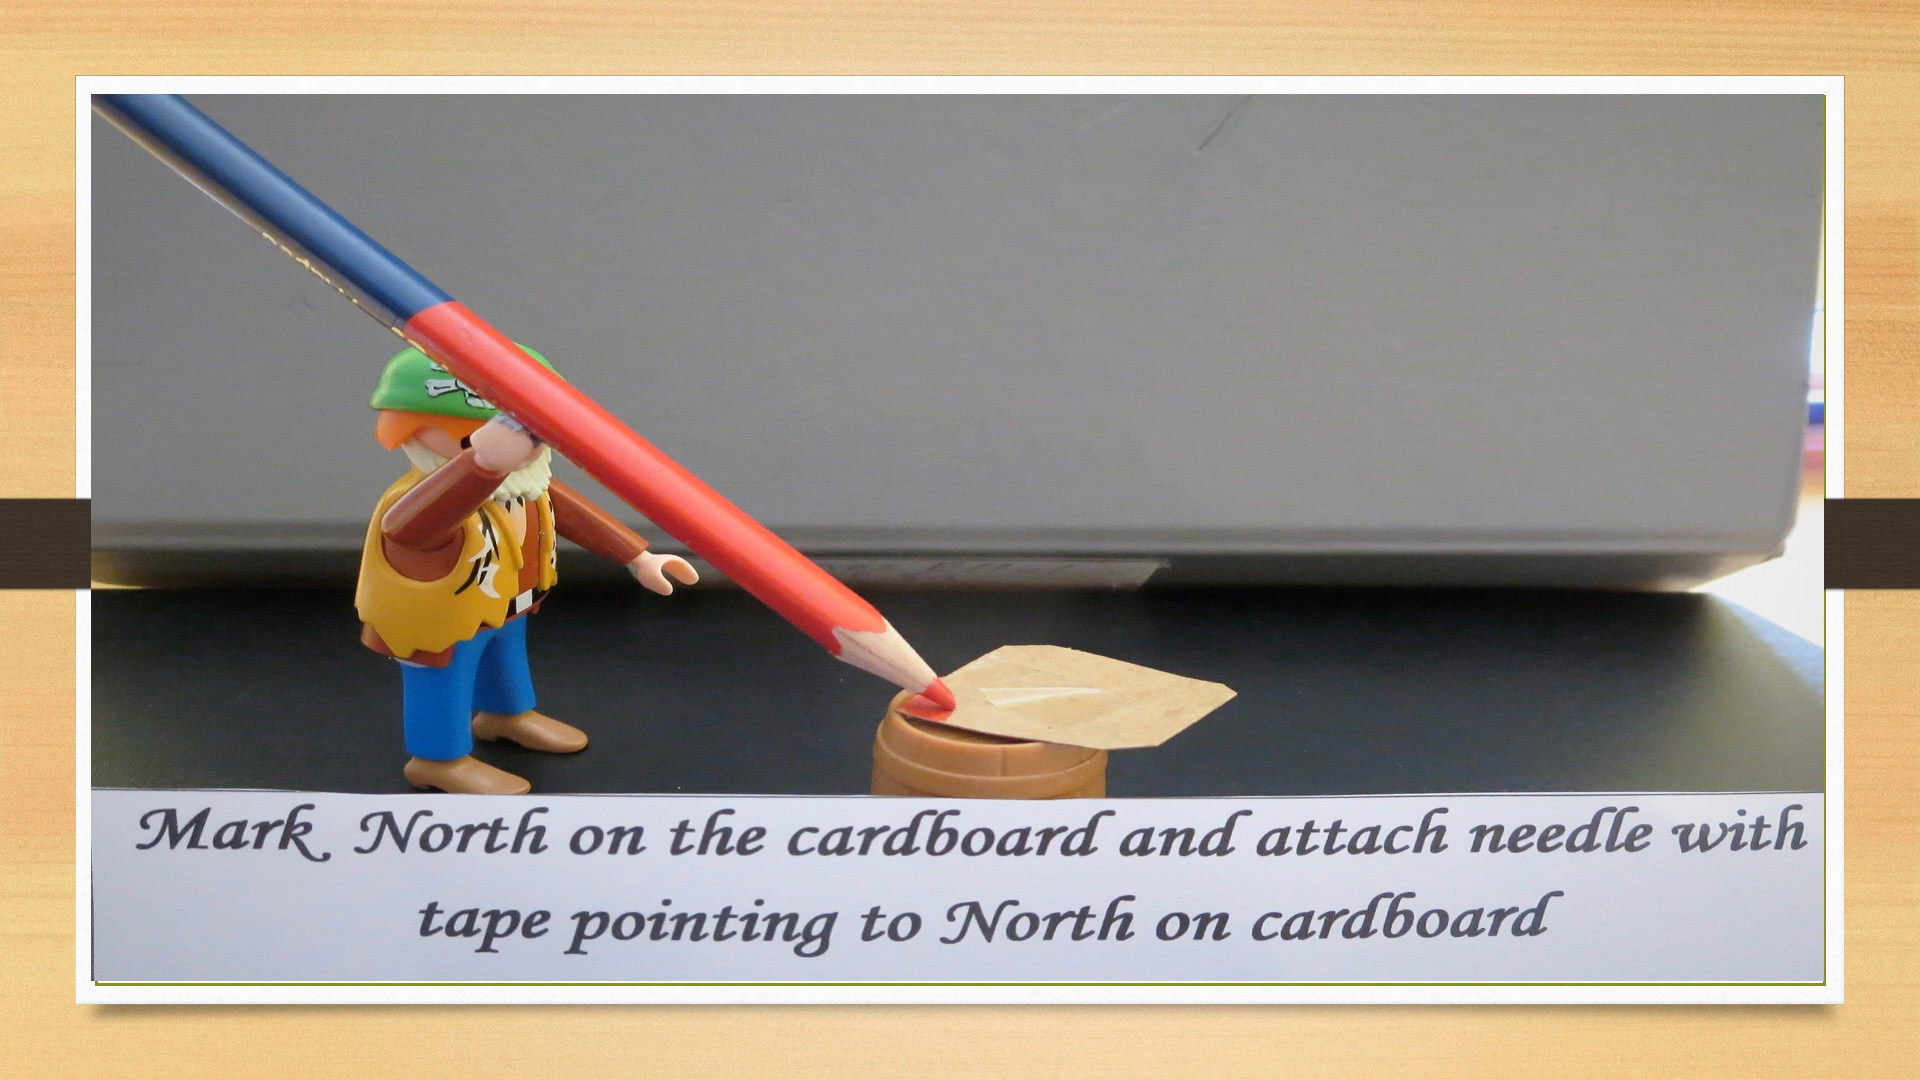 Mark North on the cardboard and attach needle with
tape pointing to North on cardboard